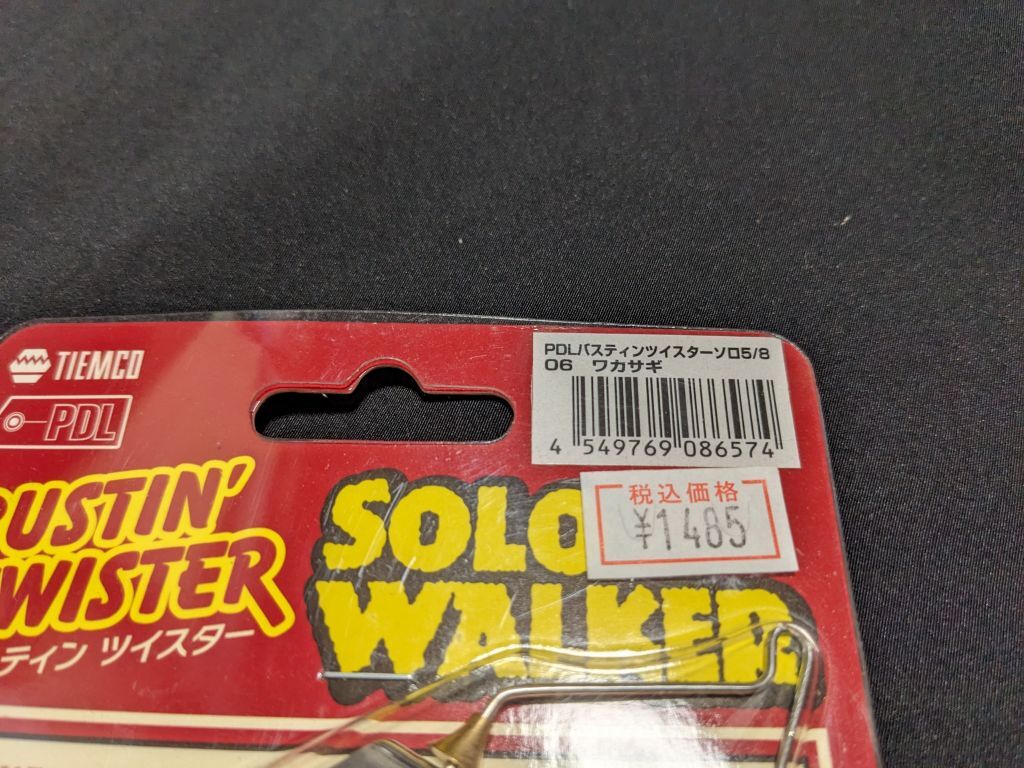 TIEMCO
PDL
PDLバスティンツイスターソロ5/8
06 ワカサギ
4 549769 086574
税込価格
¥1485
USTIN'
WISTER
ティン ツイスター
SOLO
WALKER